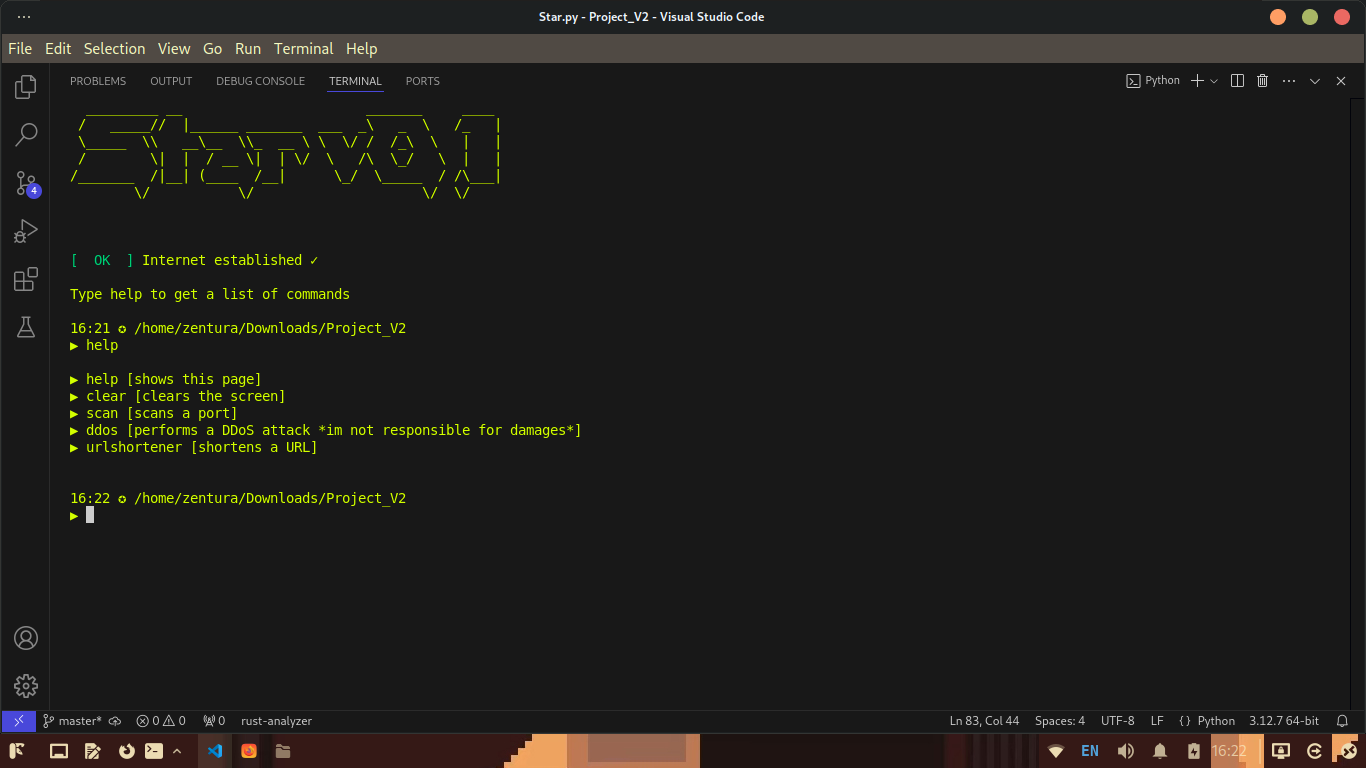 Star.py - Project_V2 - Visual Studio Code
File Edit Selection View Go Run Terminal Help
PROBLEMS OUTPUT DEBUG CONSOLE TERMINAL PORTS
Python
Starv0.1
[  OK  ] Internet established ✓
Type help to get a list of commands
16:21 ✪ /home/zentura/Downloads/Project_V2
▶ help
▶ help [shows this page]
▶ clear [clears the screen]
▶ scan [scans a port]
▶ ddos [performs a DDoS attack *im not responsible for damages*]
▶ urlshortener [shortens a URL]
16:22 ✪ /home/zentura/Downloads/Project_V2
▶
4
master* 0 0 0 rust-analyzer Ln 83, Col 44 Spaces: 4 UTF-8 LF {} Python 3.12.7 64-bit
EN 16:22